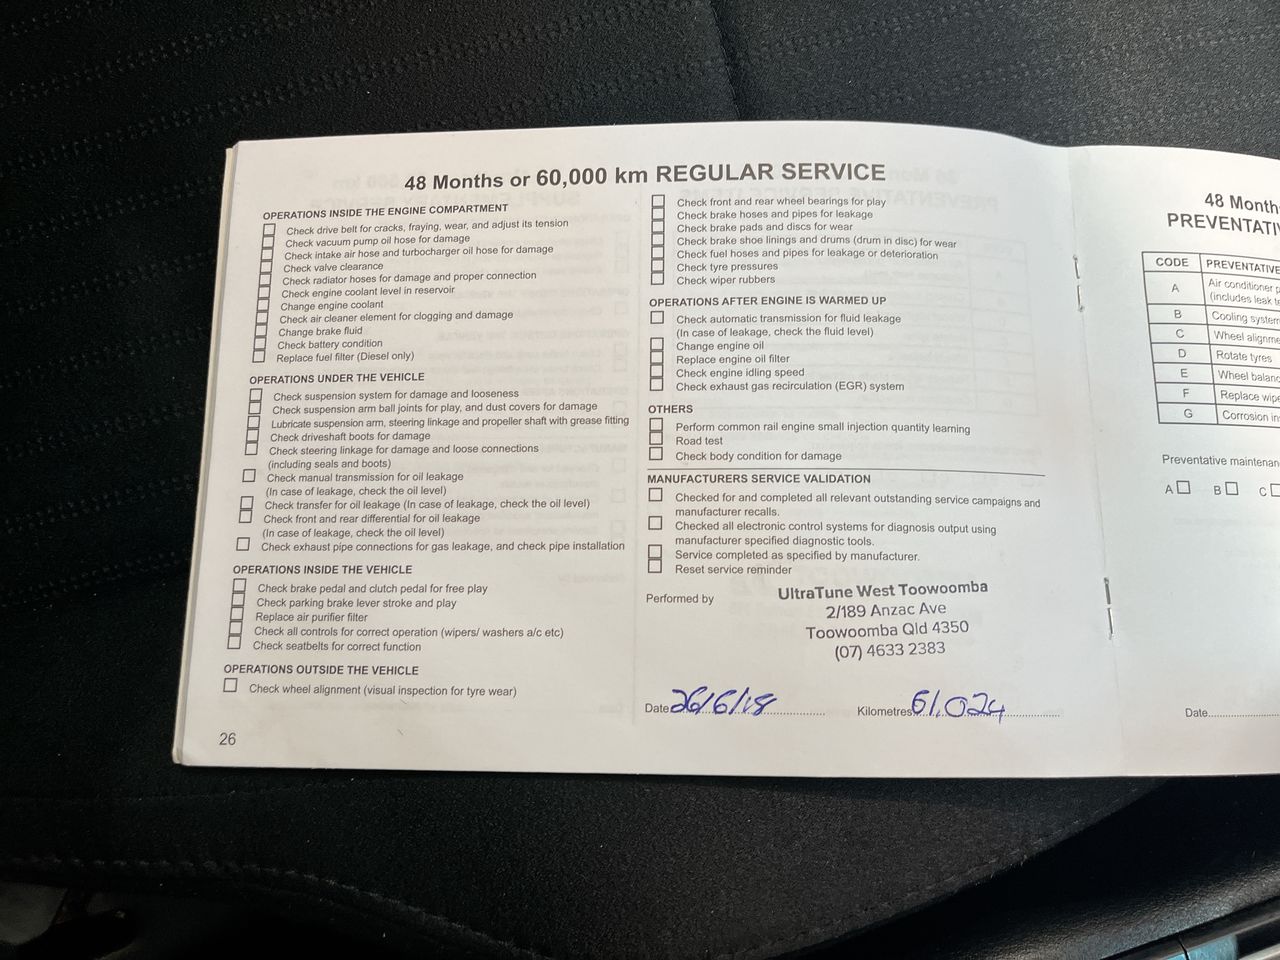 48 Months or 60,000 km REGULAR SERVICE
OPERATIONS INSIDE THE ENGINE COMPARTMENT
Check drive belt for cracks, fraying, wear, and adjust its tension
Check vacuum pump oil hose for damage
Check intake air hose and turbocharger oil hose for damage
Check valve clearance
Check radiator hoses for damage and proper connection
Check engine coolant level in reservoir
Change engine coolant
Check air cleaner element for clogging and damage
Change brake fluid
Check battery condition
Replace fuel filter (Diesel only)
OPERATIONS UNDER THE VEHICLE
Check suspension system for damage and looseness
Check suspension arm ball joints for play, and dust covers for damage
Lubricate suspension arm, steering linkage and propeller shaft with grease fitting
Check driveshaft boots for damage
Check steering linkage for damage and loose connections
(including seals and boots)
Check manual transmission for oil leakage
(In case of leakage, check the oil level)
Check transfer for oil leakage (In case of leakage, check the oil level)
Check front and rear differential for oil leakage
(In case of leakage, check the oil level)
Check exhaust pipe connections for gas leakage, and check pipe installation
OPERATIONS INSIDE THE VEHICLE
Check brake pedal and clutch pedal for free play
Check parking brake lever stroke and play
Replace air purifier filter
Check all controls for correct operation (wipers/ washers a/c etc)
Check seatbelts for correct function
OPERATIONS OUTSIDE THE VEHICLE
Check wheel alignment (visual inspection for tyre wear)
26
Check front and rear wheel bearings for play
Check brake hoses and pipes for leakage
Check brake pads and discs for wear
Check brake shoe linings and drums (drum in disc) for wear
Check fuel hoses and pipes for leakage or deterioration
Check tyre pressures
Check wiper rubbers
OPERATIONS AFTER ENGINE IS WARMED UP
Check automatic transmission for fluid leakage
(In case of leakage, check the fluid level)
Change engine oil
Replace engine oil filter
Check engine idling speed
Check exhaust gas recirculation (EGR) system
OTHERS
Perform common rail engine small injection quantity learning
Road test
Check body condition for damage
MANUFACTURERS SERVICE VALIDATION
Checked for and completed all relevant outstanding service campaigns and
manufacturer recalls.
Checked all electronic control systems for diagnosis output using
manufacturer specified diagnostic tools.
Service completed as specified by manufacturer.
Reset service reminder
Performed by
UltraTune West Toowoomba
2/189 Anzac Ave
Toowoomba Qld 4350
(07) 4633 2383
Date 26/6/18 Kilometres 61,024
48 Month
PREVENTATI
CODE PREVENTATIVE
A Air conditioner p
(includes leak te
B Cooling system
C Wheel alignme
D Rotate tyres
E Wheel balanc
F Replace wipe
G Corrosion in
Preventative maintenan
A B C
Date